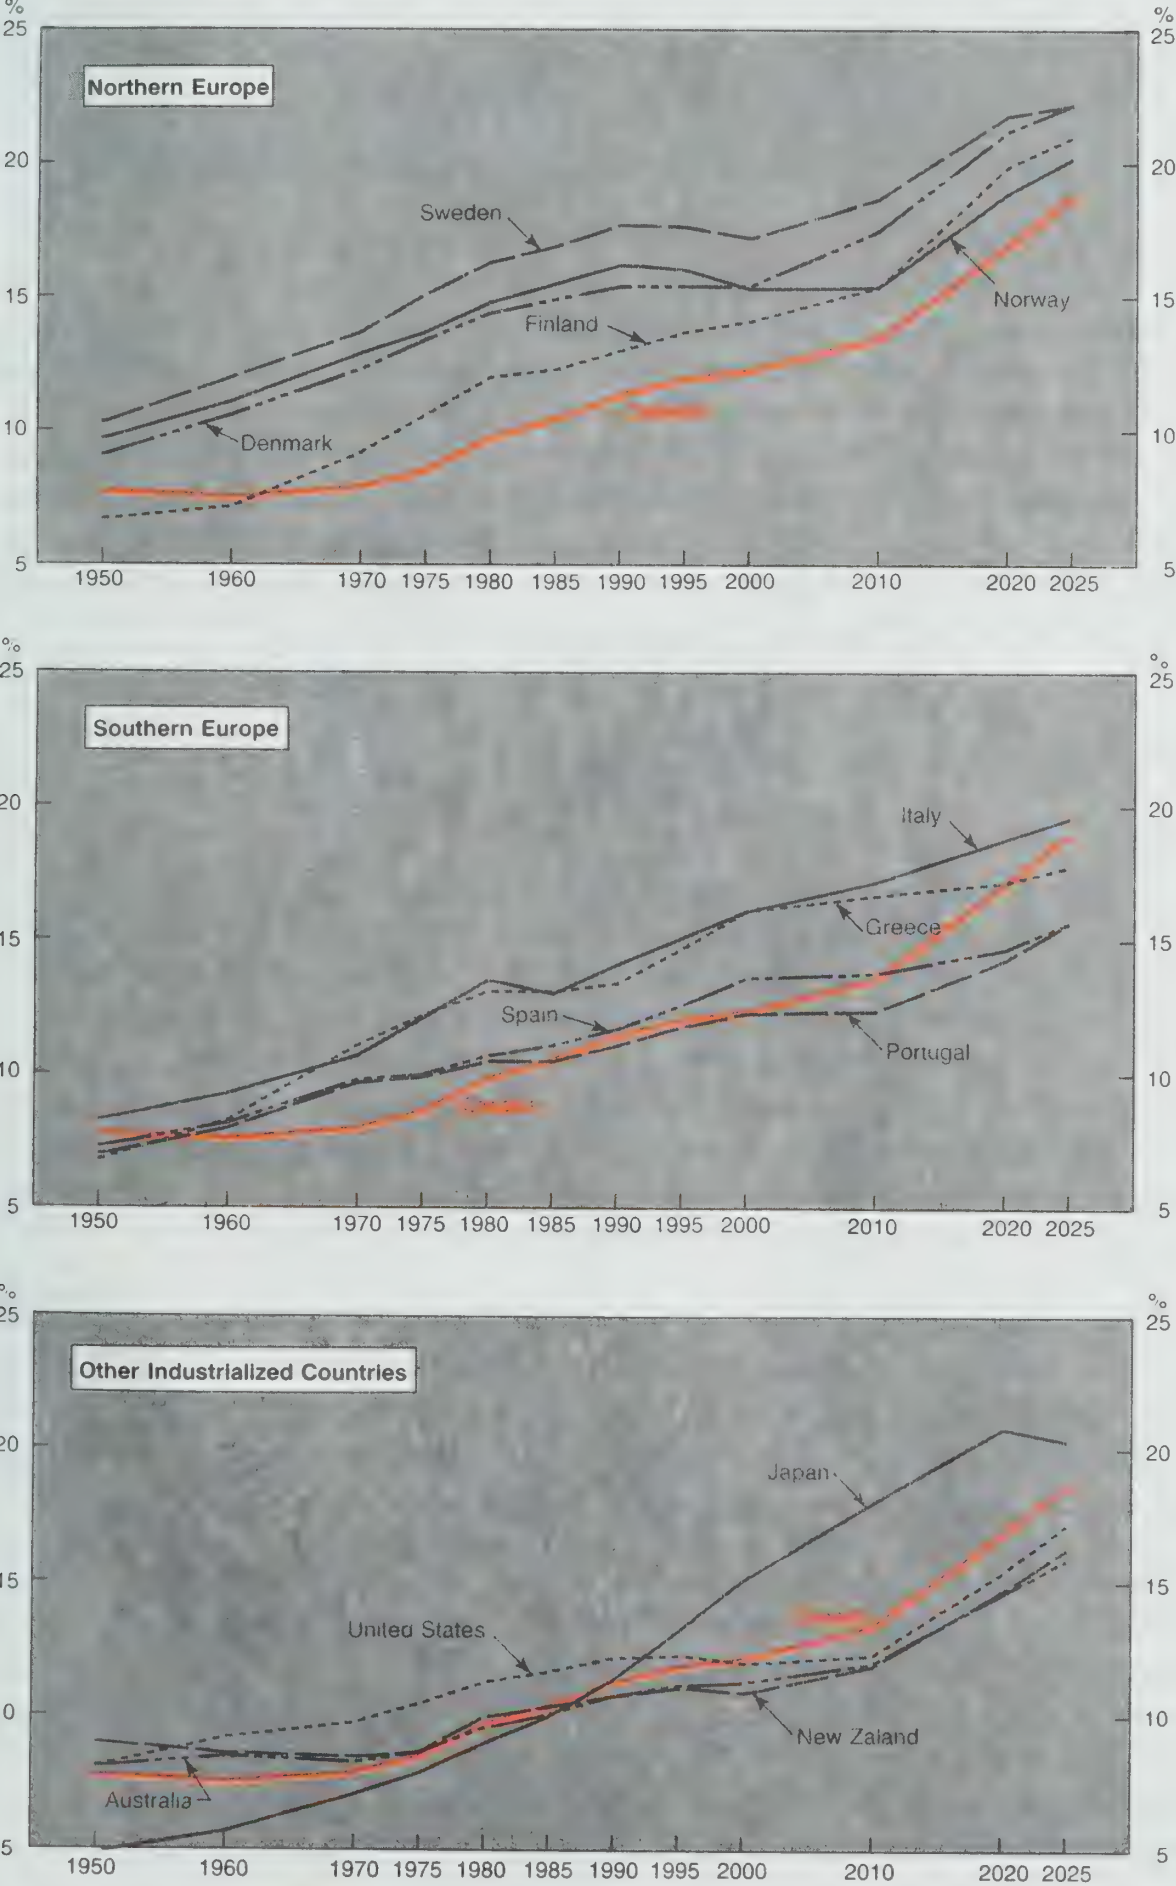 % %
25 25
Northern Europe
20 20
Sweden
15 15
Norway
Finland
10 10
Denmark
5 5
1950 1960 1970 1975 1980 1985 1990 1995 2000 2010 2020 2025
% %
25 25
Southern Europe
20 20
Italy
15 15
Greece
Spain
Portugal
10 10
5 5
1950 1960 1970 1975 1980 1985 1990 1995 2000 2010 2020 2025
% %
25 25
Other Industrialized Countries
20 20
Japan
15 15
United States
0 10
New Zaland
Australia
5 5
1950 1960 1970 1975 1980 1985 1990 1995 2000 2010 2020 2025